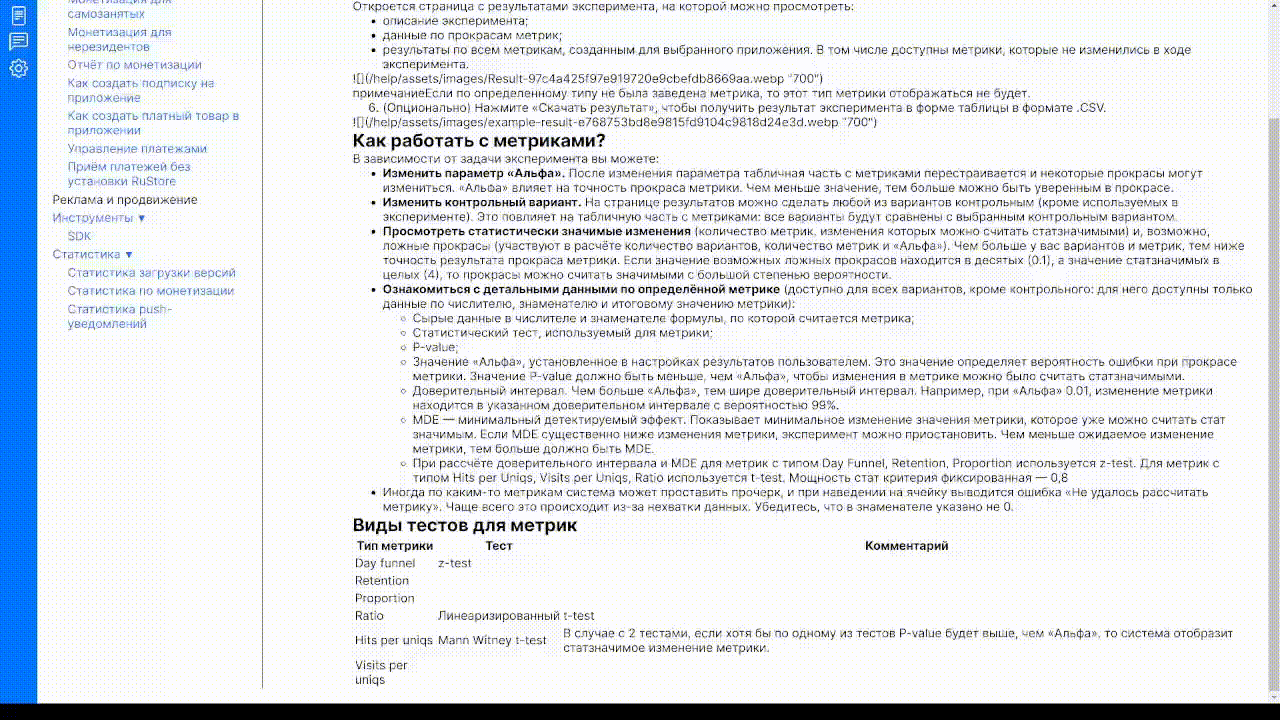 Монетизация для
самозанятых
Монетизация для
нерезидентов
Отчёт по монетизации
Как создать подписку на
приложение
Как создать платный товар в
приложении
Управление платежами
Приём платежей без
установки RuStore
Реклама и продвижение
Инструменты ▼
SDK
Статистика ▼
Статистика загрузки версий
Статистика по монетизации
Статистика push-
уведомлений
Откроется страница с результатами эксперимента, на которой можно просмотреть:
• описание эксперимента;
• данные по прокрасам метрик;
• результаты по всем метрикам, созданным для выбранного приложения. В том числе доступны метрики, которые не изменились в ходе
эксперимента.
![](/help/assets/images/Result-97c4a425f97e919720e9cbefdb8669aa.webp "700")
примечаниеЕсли по определённому типу не была заведена метрика, то этот тип метрики отображаться не будет.
6. (Опционально) Нажмите «Скачать результат», чтобы получить результат эксперимента в форме таблицы в формате .CSV.
![](/help/assets/images/example-result-e768753bd8e9815fd9104c9818d24e3d.webp "700")
Как работать с метриками?
В зависимости от задачи эксперимента вы можете:
• Изменить параметр «Альфа». После изменения параметра табличная часть с метриками перестраивается и некоторые прокрасы могут
измениться. «Альфа» влияет на точность прокраса метрики. Чем меньше значение, тем больше можно быть уверенным в прокрасе.
• Изменить контрольный вариант. На странице результатов можно сделать любой из вариантов контрольным (кроме используемых в
эксперименте). Это повлияет на табличную часть с метриками: все варианты будут сравнены с выбранным контрольным вариантом.
• Просмотреть статистически значимые изменения (количество метрик, изменения которых можно считать статзначимыми) и, возможно,
ложные прокрасы (участвуют в расчёте количество вариантов, количество метрик и «Альфа»). Чем больше у вас вариантов и метрик, тем ниже
точность результата прокраса метрики. Если значение возможных ложных прокрасов находится в десятых (0.1), а значение статзначимых в
целых (4), то прокрасы можно считать значимыми с большой степенью вероятности.
• Ознакомиться с детальными данными по определённой метрике (доступно для всех вариантов, кроме контрольного: для него доступны только
данные по числителю, знаменателю и итоговому значению метрики):
◦ Сырые данные в числителе и знаменателе формулы, по которой считается метрика;
◦ Статистический тест, используемый для метрики;
◦ P-value;
◦ Значение «Альфа», установленное в настройках результатов пользователем. Это значение определяет вероятность ошибки при прокрасе
метрики. Значение P-value должно быть меньше, чем «Альфа», чтобы изменения в метрике можно было считать статзначимыми.
◦ Доверительный интервал. Чем больше «Альфа», тем шире доверительный интервал. Например, при «Альфа» 0.01, изменение метрики
находится в указанном доверительном интервале с вероятностью 99%.
◦ MDE — минимальный детектируемый эффект. Показывает минимальное изменение значения метрики, которое уже можно считать стат
значимым. Если MDE существенно ниже изменения метрики, эксперимент можно приостановить. Чем меньше ожидаемое изменение
метрики, тем больше должно быть MDE.
◦ При рассчёте доверительного интервала и MDE для метрик с типом Day Funnel, Retention, Proportion используется z-test. Для метрик с
типом Hits per Uniqs, Visits per Uniqs, Ratio используется t-test. Мощность стат критерия фиксированная — 0,8
• Иногда по каким-то метрикам система может проставить прочерк, и при наведении на ячейку выводится ошибка «Не удалось рассчитать
метрику». Чаще всего это происходит из-за нехватки данных. Убедитесь, что в знаменателе указано не 0.
Виды тестов для метрик
Тип метрики Тест Комментарий
Day funnel z-test
Retention
Proportion
Ratio Линеаризированный t-test
Hits per uniqs Mann Witney t-test В случае с 2 тестами, если хотя бы по одному из тестов P-value будет выше, чем «Альфа», то система отобразит
статзначимое изменение метрики.
Visits per
uniqs